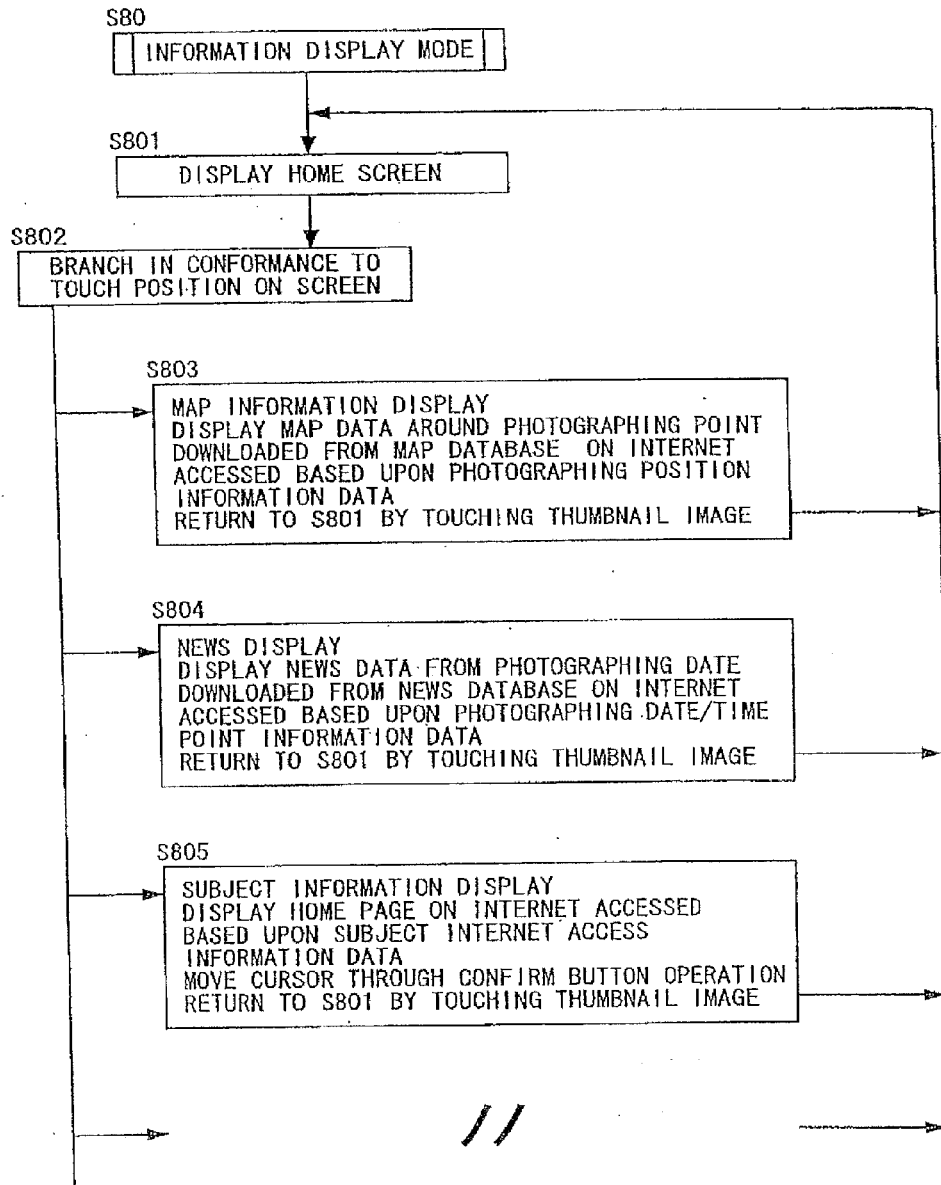 S80
INFORMATION DISPLAY MODE
S801
DISPLAY HOME SCREEN
S802
BRANCH IN CONFORMANCE TO
TOUCH POSITION ON SCREEN
S803
MAP INFORMATION DISPLAY
DISPLAY MAP DATA AROUND PHOTOGRAPHING POINT
DOWNLOADED FROM MAP DATABASE ON INTERNET
ACCESSED BASED UPON PHOTOGRAPHING POSITION
INFORMATION DATA
RETURN TO S801 BY TOUCHING THUMBNAIL IMAGE
S804
NEWS DISPLAY
DISPLAY NEWS DATA FROM PHOTOGRAPHING DATE
DOWNLOADED FROM NEWS DATABASE ON INTERNET
ACCESSED BASED UPON PHOTOGRAPHING DATE/TIME
POINT INFORMATION DATA
RETURN TO S801 BY TOUCHING THUMBNAIL IMAGE
S805
SUBJECT INFORMATION DISPLAY
DISPLAY HOME PAGE ON INTERNET ACCESSED
BASED UPON SUBJECT INTERNET ACCESS
INFORMATION DATA
MOVE CURSOR THROUGH CONFIRM BUTTON OPERATION
RETURN TO S801 BY TOUCHING THUMBNAIL IMAGE
//